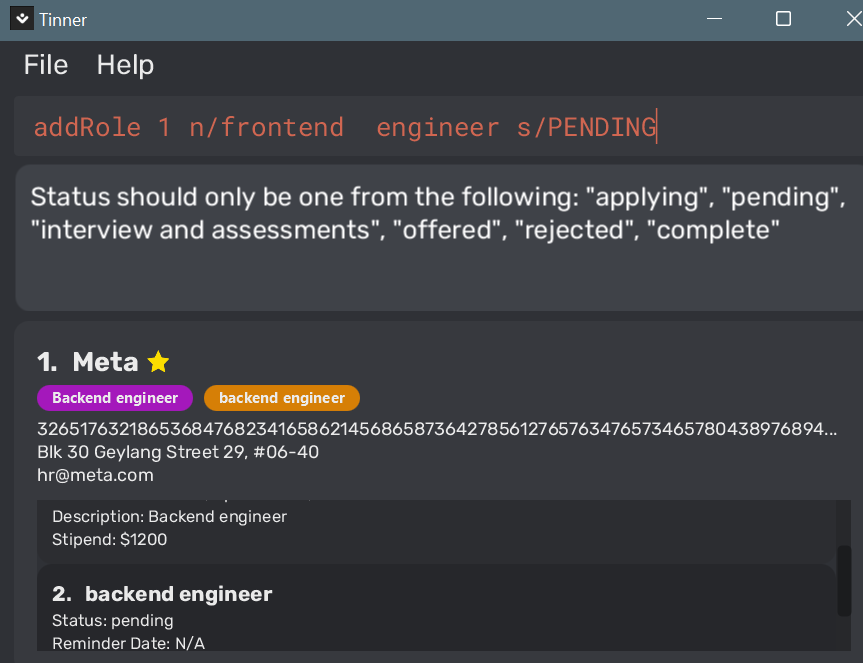 Tinner
File Help
addRole 1 n/frontend  engineer s/PENDING
Status should only be one from the following: "applying", "pending",
"interview and assessments", "offered", "rejected", "complete"
1. Meta
Backend engineer backend engineer
Blk 30 Geylang Street 29, #06-40
hr@meta.com
Description: Backend engineer
Stipend: $1200
2. backend engineer
Status: pending
Reminder Date: N/A